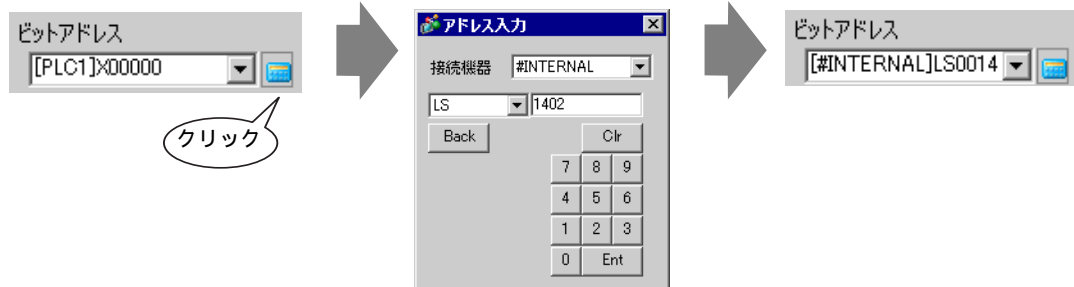 ビットアドレス
[PLC1]X00000
クリック
アドレス入力
接続機器 #INTERNAL
LS 1402
Back Clr
7 8 9
4 5 6
1 2 3
0 Ent
ビットアドレス
[#INTERNAL]LS0014